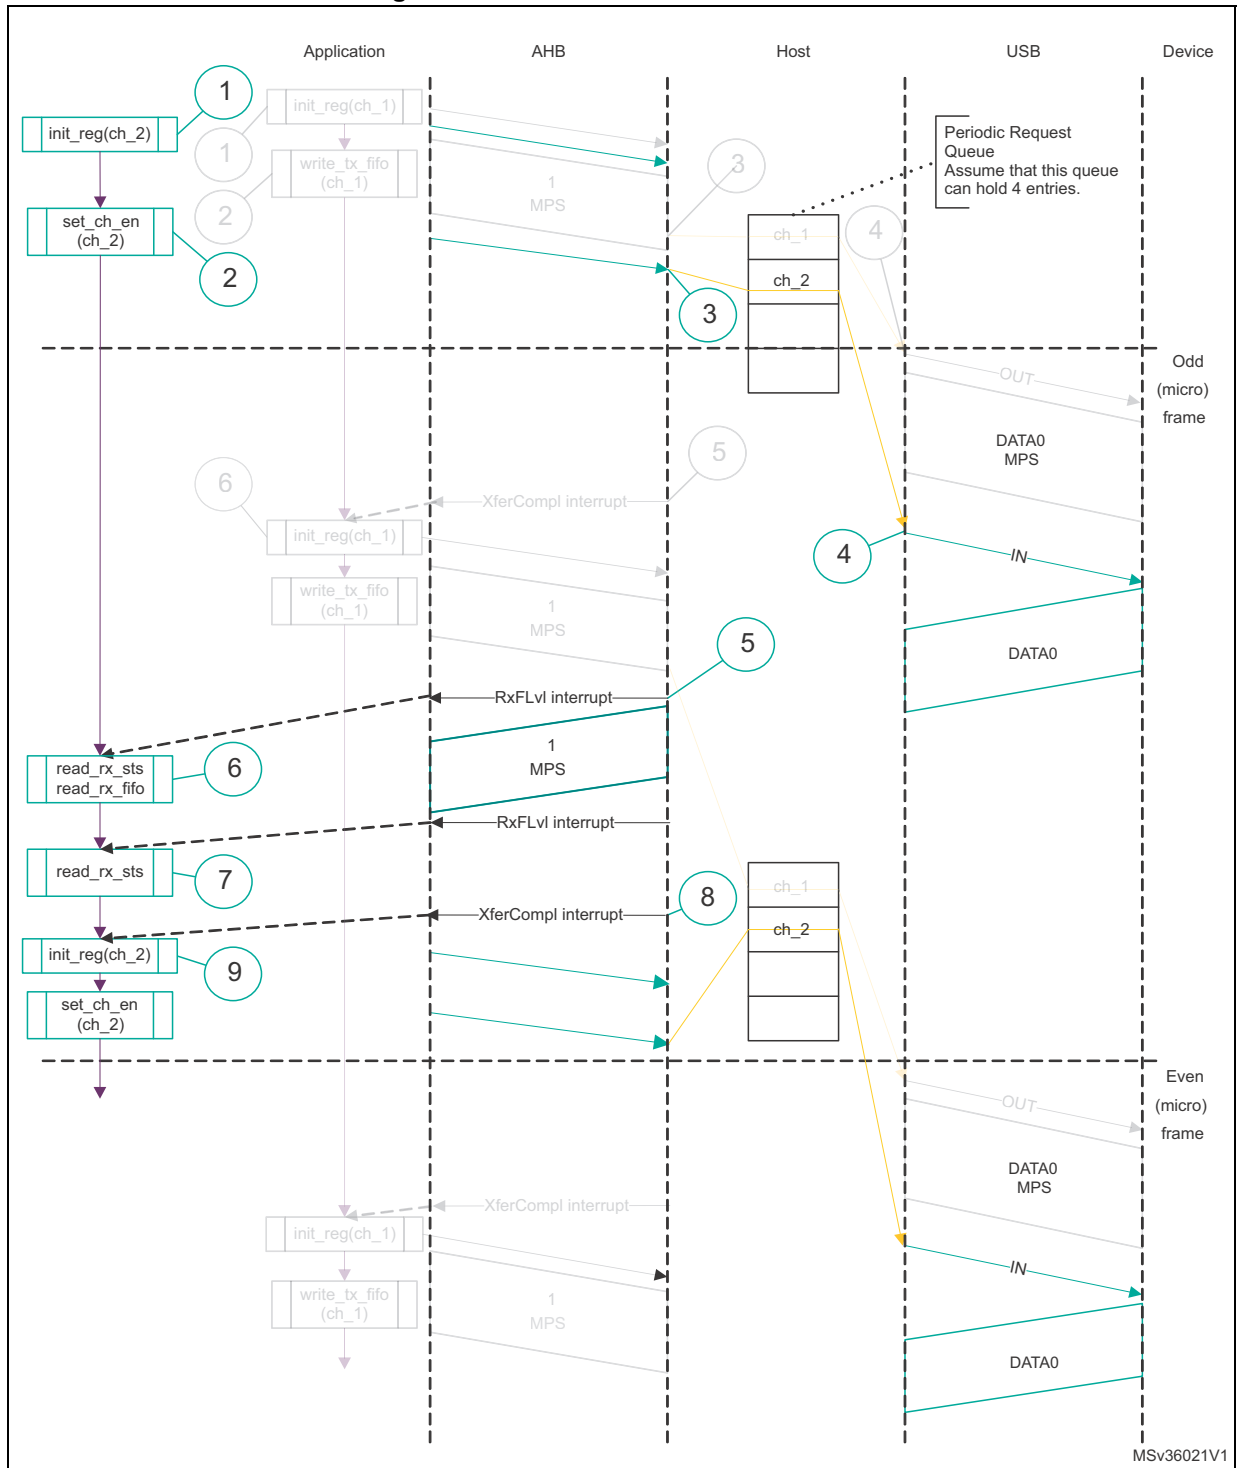 Application
AHB
Host
USB
Device
1
init_reg(ch_1)
init_reg(ch_2)
1
Periodic Request
Queue
Assume that this queue
can hold 4 entries.
write_tx_fifo
(ch_1)
3
1
MPS
2
set_ch_en
(ch_2)
ch_1
4
2
ch_2
3
Odd
(micro)
frame
OUT
DATA0
MPS
5
6
XferCompl interrupt
init_reg(ch_1)
4
IN
write_tx_fifo
(ch_1)
1
MPS
5
DATA0
RxFLvl interrupt
1
MPS
read_rx_sts
read_rx_fifo
6
RxFLvl interrupt
read_rx_sts
7
ch_1
8
XferCompl interrupt
ch_2
init_reg(ch_2)
9
set_ch_en
(ch_2)
Even
(micro)
frame
OUT
DATA0
MPS
XferCompl interrupt
init_reg(ch_1)
IN
write_tx_fifo
(ch_1)
1
MPS
DATA0
MSv36021V1